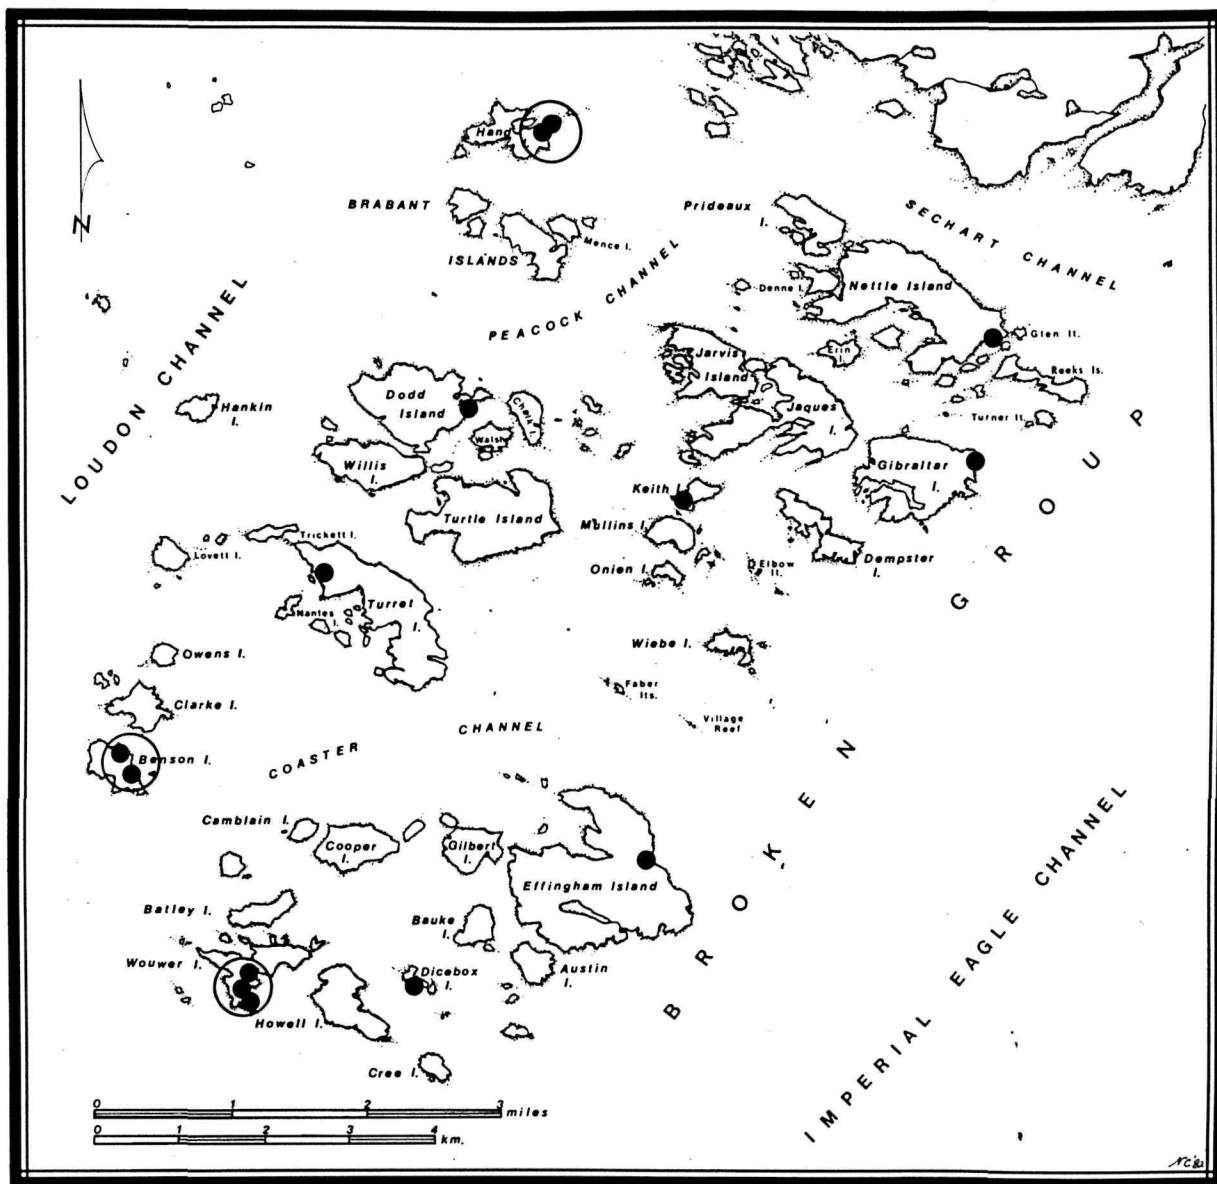 Hand
BRABANT
ISLANDS
Mence I.
Prideaux
I.
SECHART CHANNEL
PEACOCK CHANNEL
Denne I.
Nettle Island
Glen It.
Erin
I.
Reeks Is.
Turner It.
Jarvis
Island
Jaques
I.
LOUDON CHANNEL
Hankin
I.
Dodd
Island
Chalk I.
Walsh
Willis
I.
Gibraltar
I.
Keith I.
Turtle Island
Mullins I.
Trickett I.
Lovett I.
Onien I.
Elbow
It.
Dempster
I.
Turret
I.
Nantes
I.
Owens I.
Wiebe I.
Clarke I.
Faber
Its.
Village
Reef
Benson I.
COASTER CHANNEL
Camblain I.
Cooper
I.
Gilbert
I.
Effingham Island
Batley I.
Bauke
I.
Wouwer I.
Dicebox
I.
Austin
I.
Howell I.
Cree I.
BROKEN GROUP
IMPERIAL EAGLE CHANNEL
N
0 1 2 3 miles
0 1 2 3 4 km.
NC'82